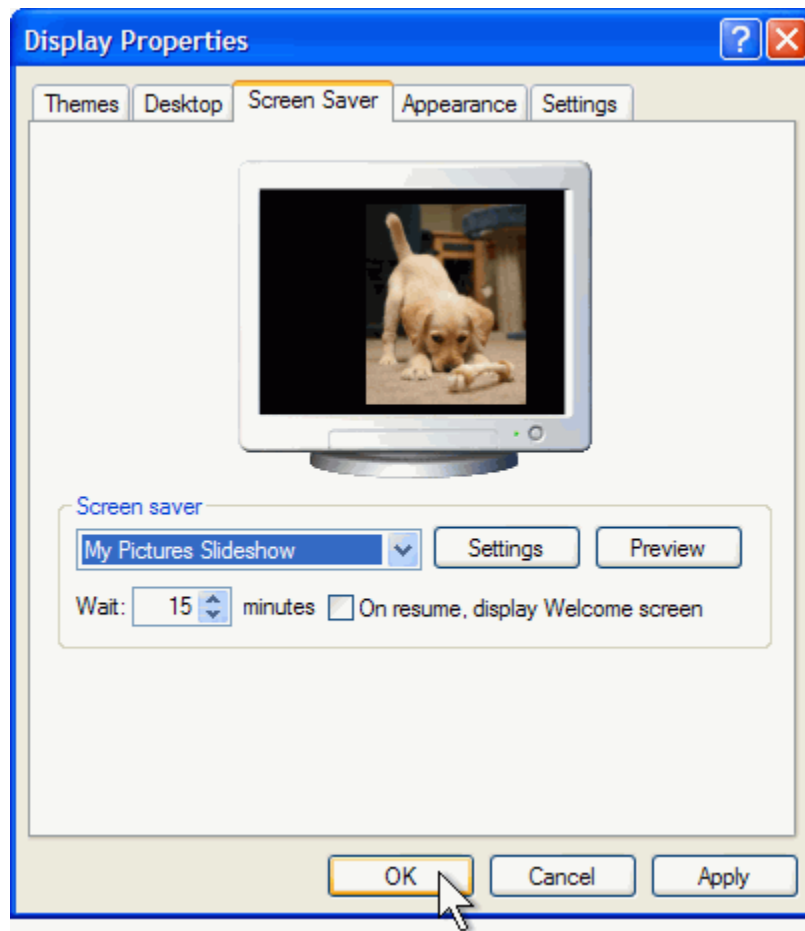 Display Properties
Themes Desktop Screen Saver Appearance Settings
Screen saver
My Pictures Slideshow Settings Preview
Wait: 15 minutes On resume, display Welcome screen
OK Cancel Apply